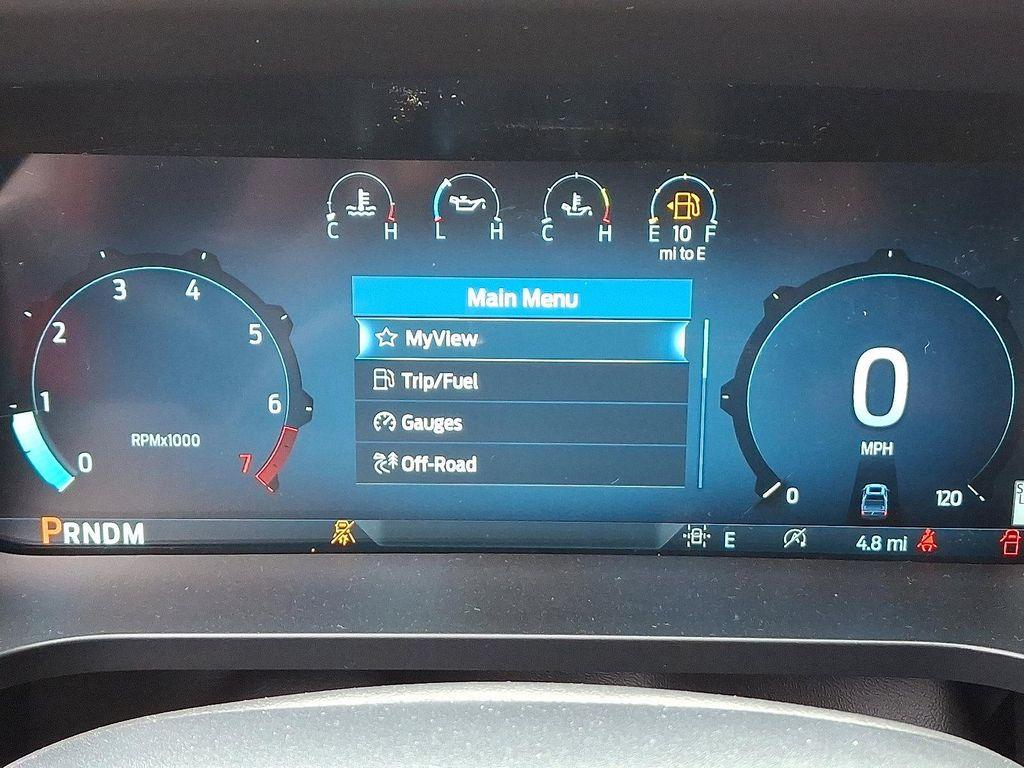 C H
L H
C H
E 10 F
mi to E
Main Menu
MyView
Trip/Fuel
Gauges
Off-Road
0 1 2 3 4 5 6 7
RPMx1000
0
MPH
0 120
PRNDM
E
4.8 mi